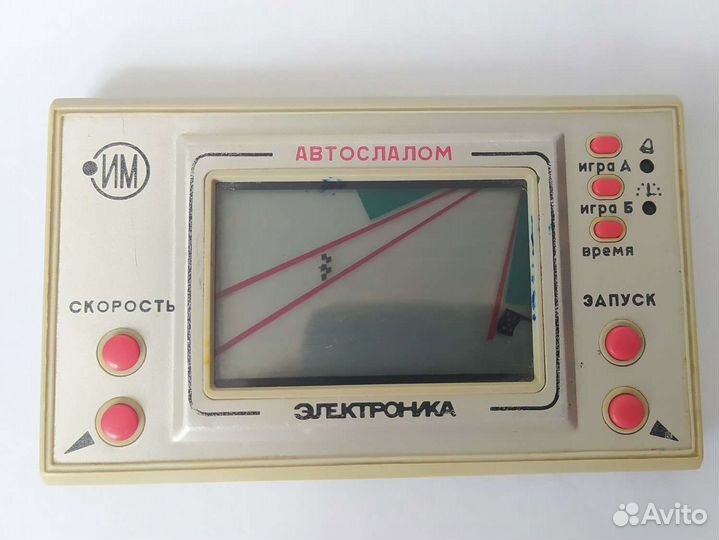 ИМ
АВТОСЛАЛОМ
игра А
игра Б
время
СКОРОСТЬ
ЗАПУСК
ЭЛЕКТРОНИКА
Avito